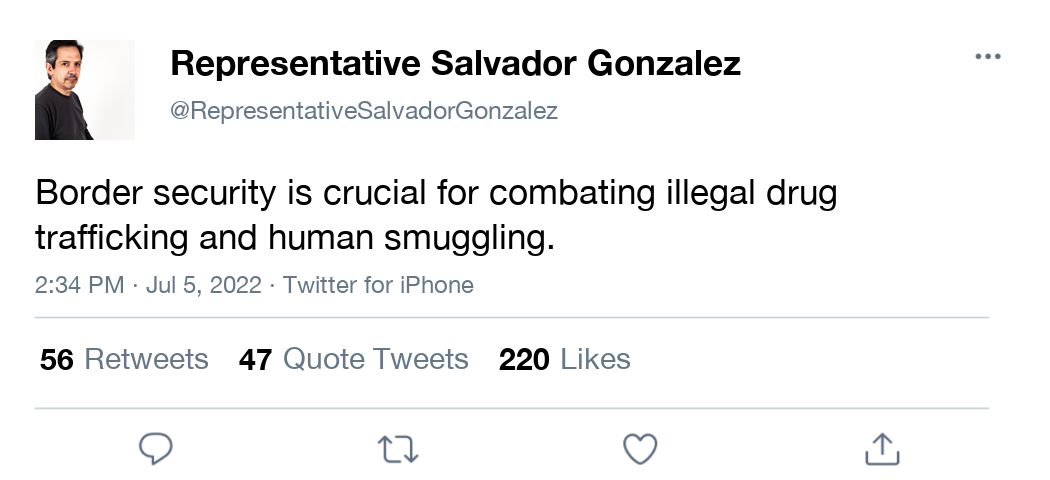 Representative Salvador Gonzalez
@RepresentativeSalvadorGonzalez
Border security is crucial for combating illegal drug
trafficking and human smuggling.
2:34 PM · Jul 5, 2022 · Twitter for iPhone
56 Retweets 47 Quote Tweets 220 Likes